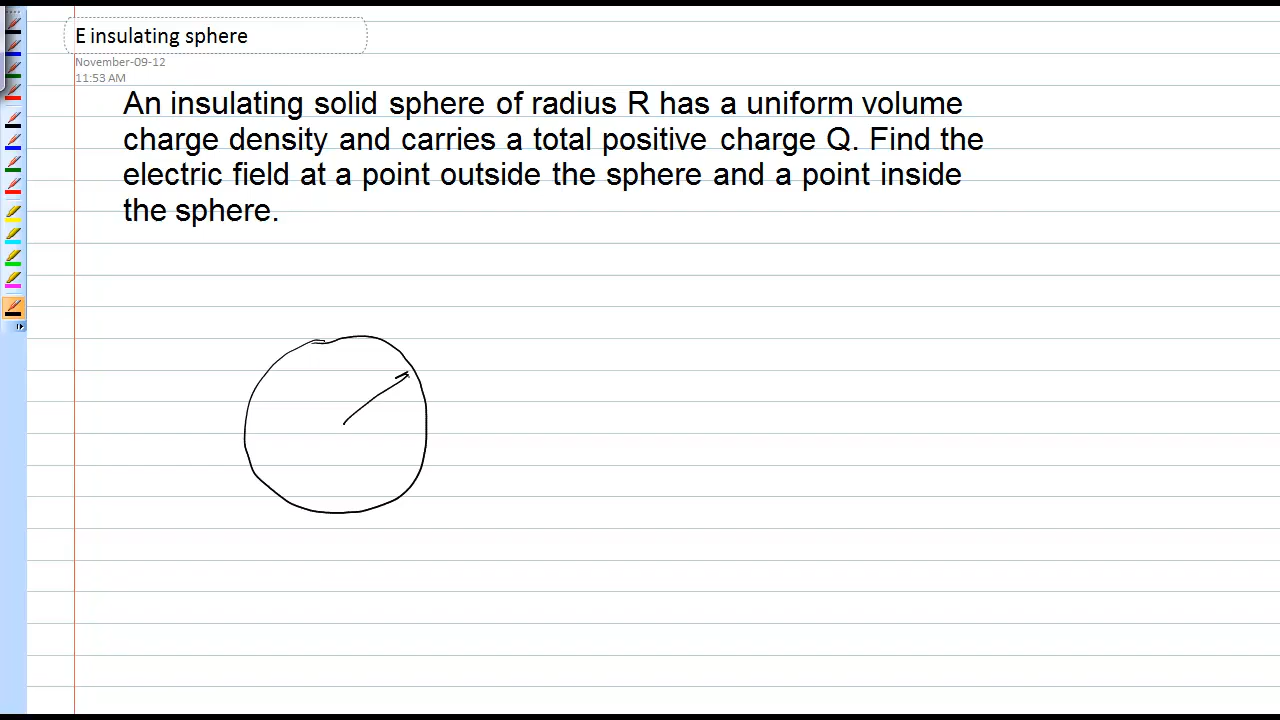 E insulating sphere
November-09-12
11:53 AM
An insulating solid sphere of radius R has a uniform volume
charge density and carries a total positive charge Q. Find the
electric field at a point outside the sphere and a point inside
the sphere.